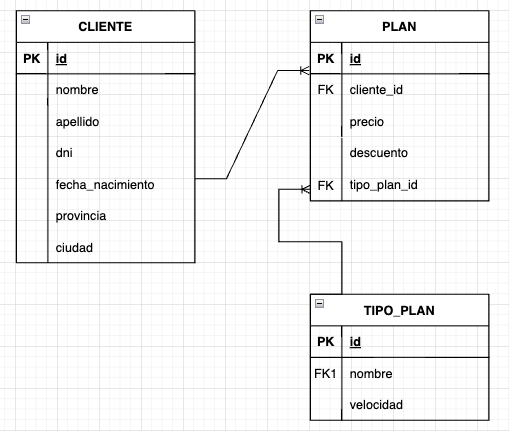 CLIENTE
PK id
nombre
apellido
dni
fecha_nacimiento
provincia
ciudad
PLAN
PK id
FK cliente_id
precio
descuento
FK tipo_plan_id
TIPO_PLAN
PK id
FK1 nombre
velocidad